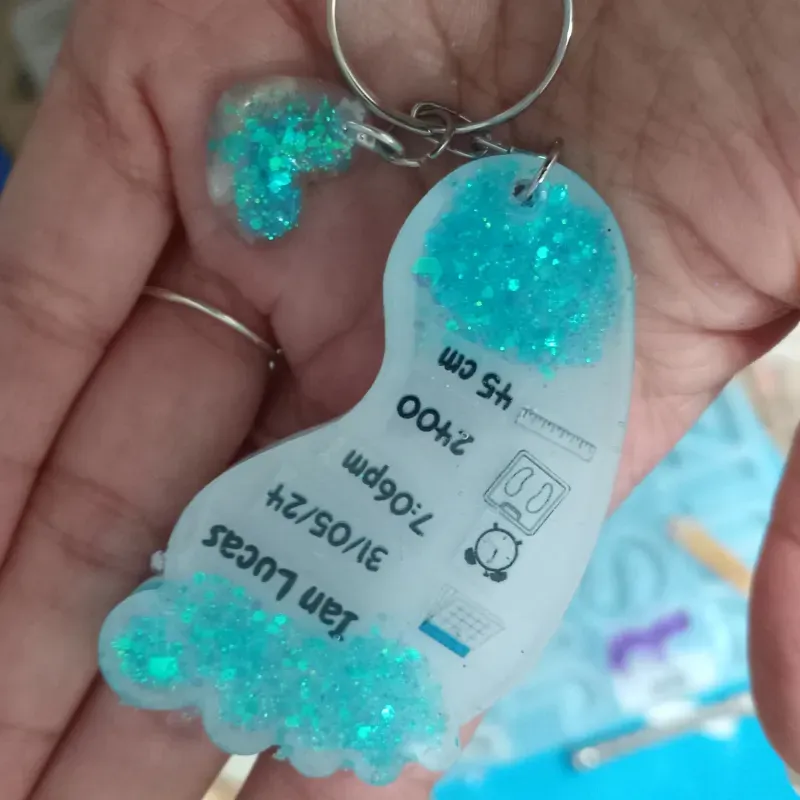 Ian Lucas
31/05/24
7:06pm
2400
45 cm